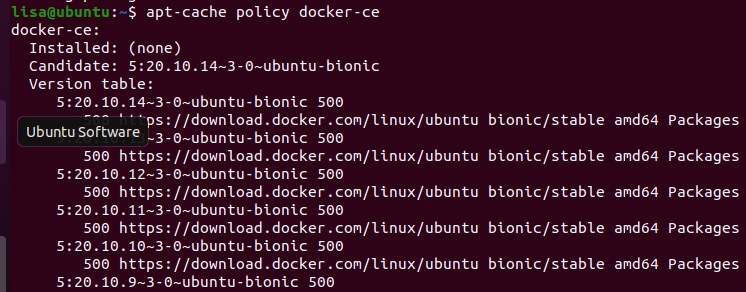 lisa@ubuntu:~$ apt-cache policy docker-ce
docker-ce:
  Installed: (none)
  Candidate: 5:20.10.14~3-0~ubuntu-bionic
  Version table:
     5:20.10.14~3-0~ubuntu-bionic 500
        500 https://download.docker.com/linux/ubuntu bionic/stable amd64 Packages
Ubuntu Software
~3-0~ubuntu-bionic 500
        500 https://download.docker.com/linux/ubuntu bionic/stable amd64 Packages
     5:20.10.12~3-0~ubuntu-bionic 500
        500 https://download.docker.com/linux/ubuntu bionic/stable amd64 Packages
     5:20.10.11~3-0~ubuntu-bionic 500
        500 https://download.docker.com/linux/ubuntu bionic/stable amd64 Packages
     5:20.10.10~3-0~ubuntu-bionic 500
        500 https://download.docker.com/linux/ubuntu bionic/stable amd64 Packages
     5:20.10.9~3-0~ubuntu-bionic 500